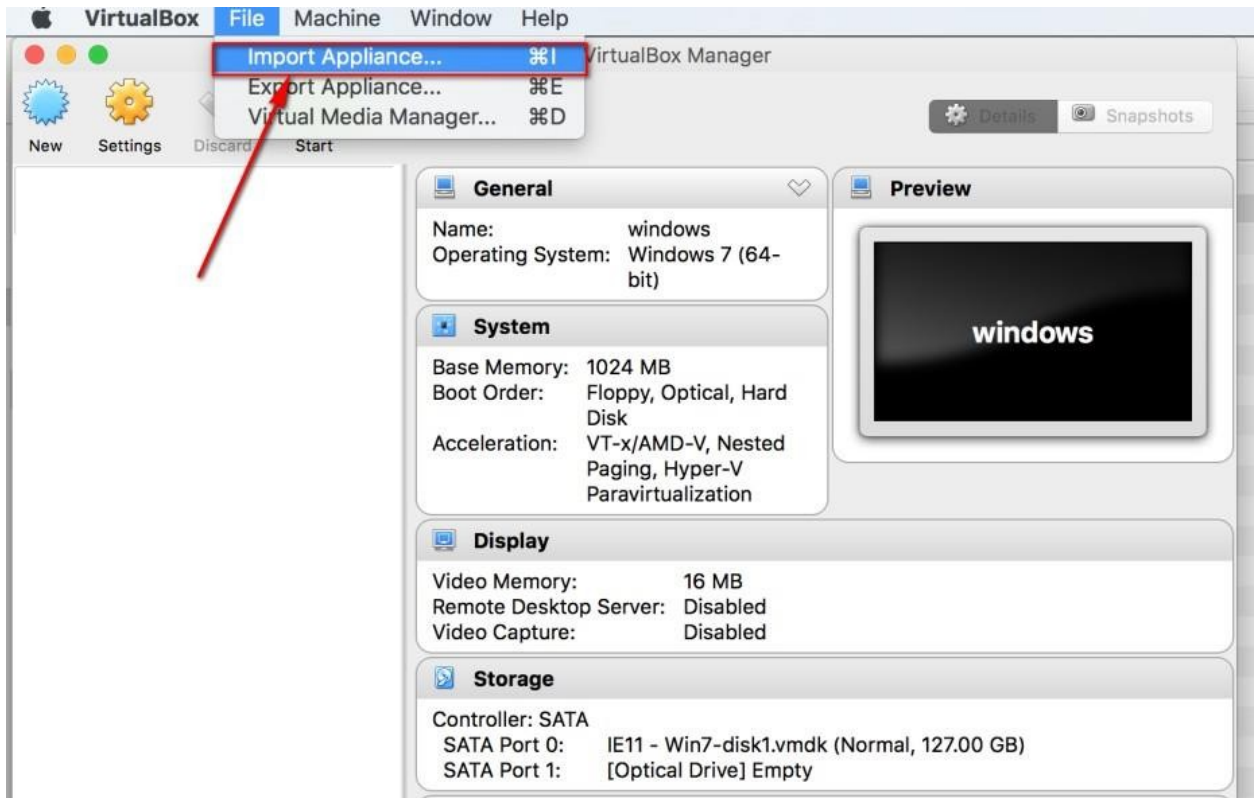 VirtualBox File Machine Window Help
Import Appliance... ⌘I
VirtualBox Manager
Export Appliance... ⌘E
Virtual Media Manager... ⌘D
New Settings Discard Start
Details Snapshots
General
Name: windows
Operating System: Windows 7 (64-
bit)
Preview
windows
System
Base Memory: 1024 MB
Boot Order: Floppy, Optical, Hard
Disk
Acceleration: VT-x/AMD-V, Nested
Paging, Hyper-V
Paravirtualization
Display
Video Memory: 16 MB
Remote Desktop Server: Disabled
Video Capture: Disabled
Storage
Controller: SATA
SATA Port 0: IE11 - Win7-disk1.vmdk (Normal, 127.00 GB)
SATA Port 1: [Optical Drive] Empty